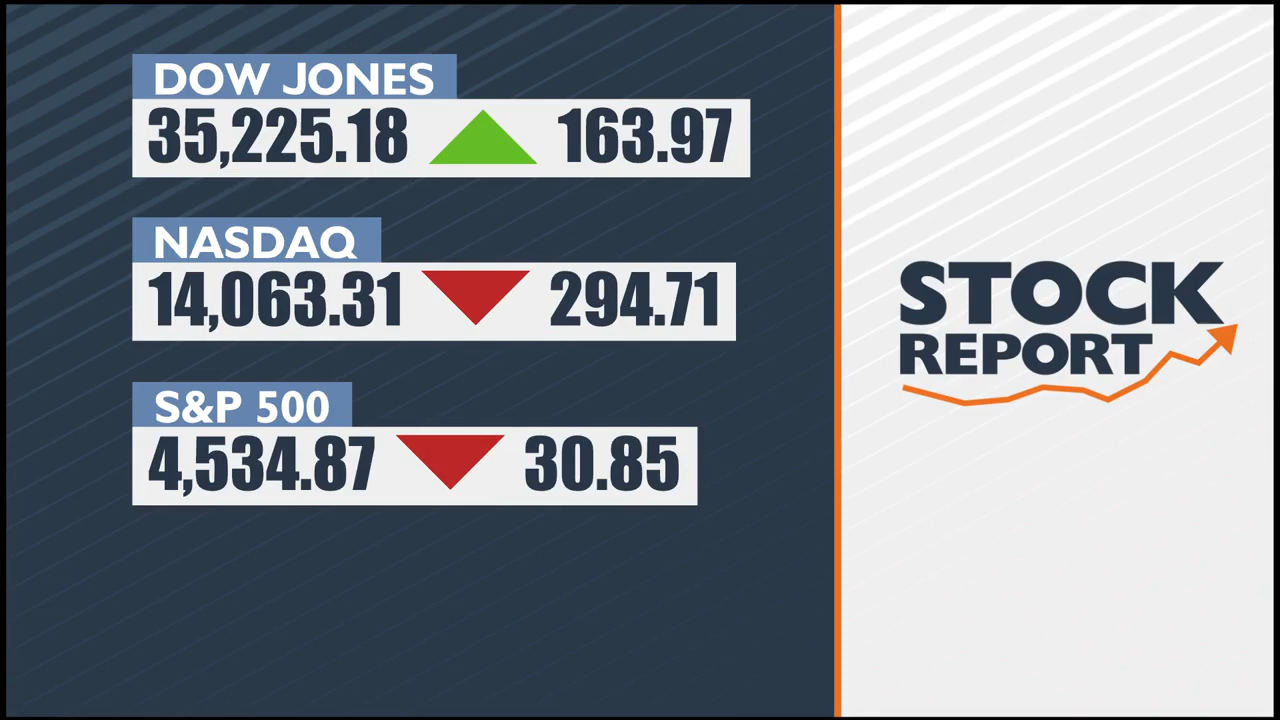 DOW JONES
35,225.18 163.97
NASDAQ
14,063.31 294.71
S&P 500
4,534.87 30.85
STOCK
REPORT